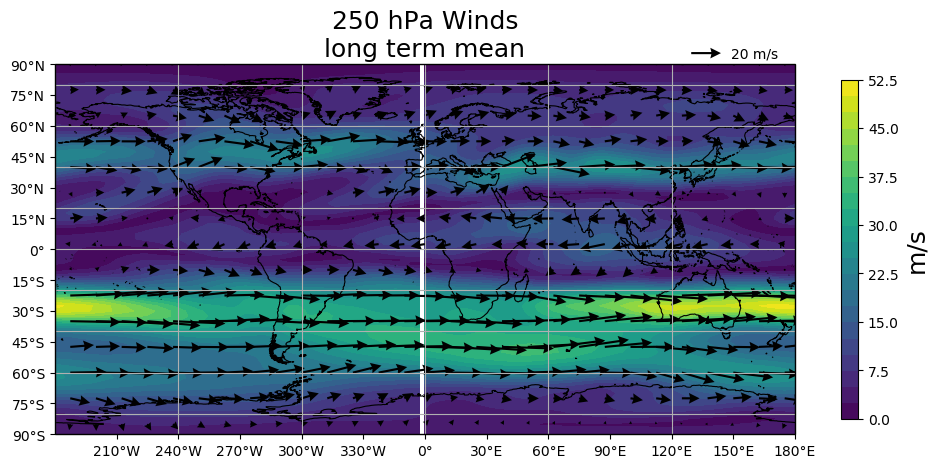 250 hPa Winds
long term mean
20 m/s
90°N
75°N
60°N
45°N
30°N
15°N
0°
15°S
30°S
45°S
60°S
75°S
90°S
210°W 240°W 270°W 300°W 330°W 0° 30°E 60°E 90°E 120°E 150°E 180°E
52.5
45.0
37.5
30.0
22.5
15.0
7.5
0.0
m/s